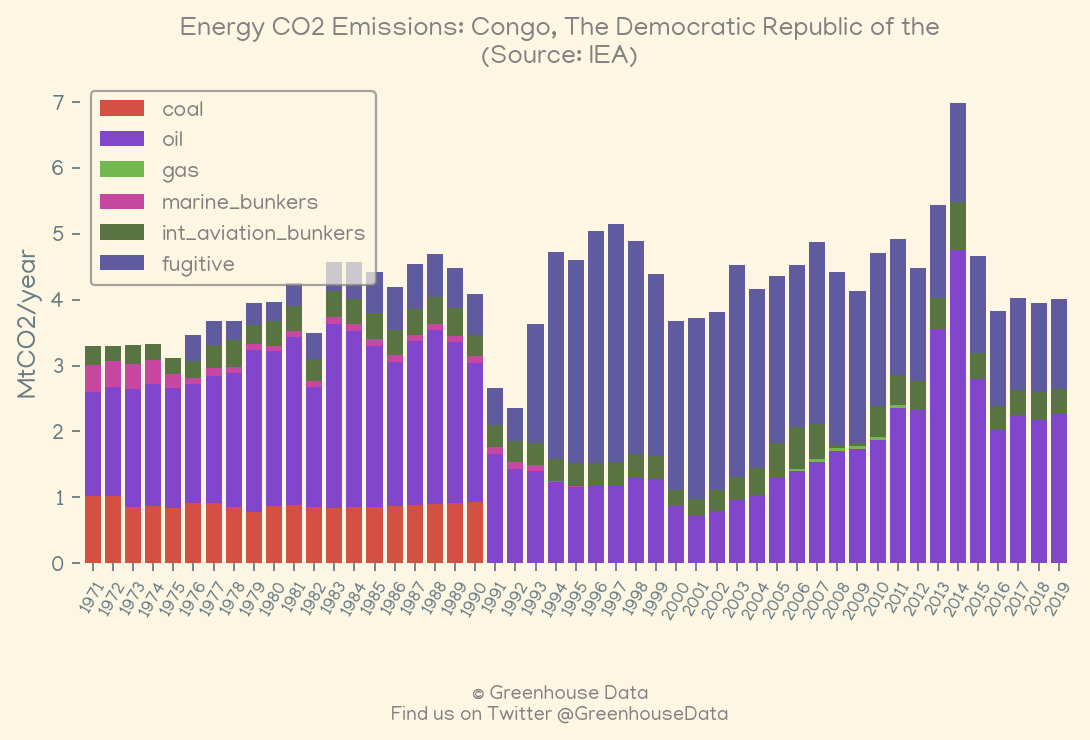 Energy CO2 Emissions: Congo, The Democratic Republic of the
(Source: IEA)
MtCO2/year
7
6
5
4
3
2
1
0
coal
oil
gas
marine_bunkers
int_aviation_bunkers
fugitive
1971 1972 1973 1974 1975 1976 1977 1978 1979 1980 1981 1982 1983 1984 1985 1986 1987 1988 1989 1990 1991 1992 1993 1994 1995 1996 1997 1998 1999 2000 2001 2002 2003 2004 2005 2006 2007 2008 2009 2010 2011 2012 2013 2014 2015 2016 2017 2018 2019
© Greenhouse Data
Find us on Twitter @GreenhouseData